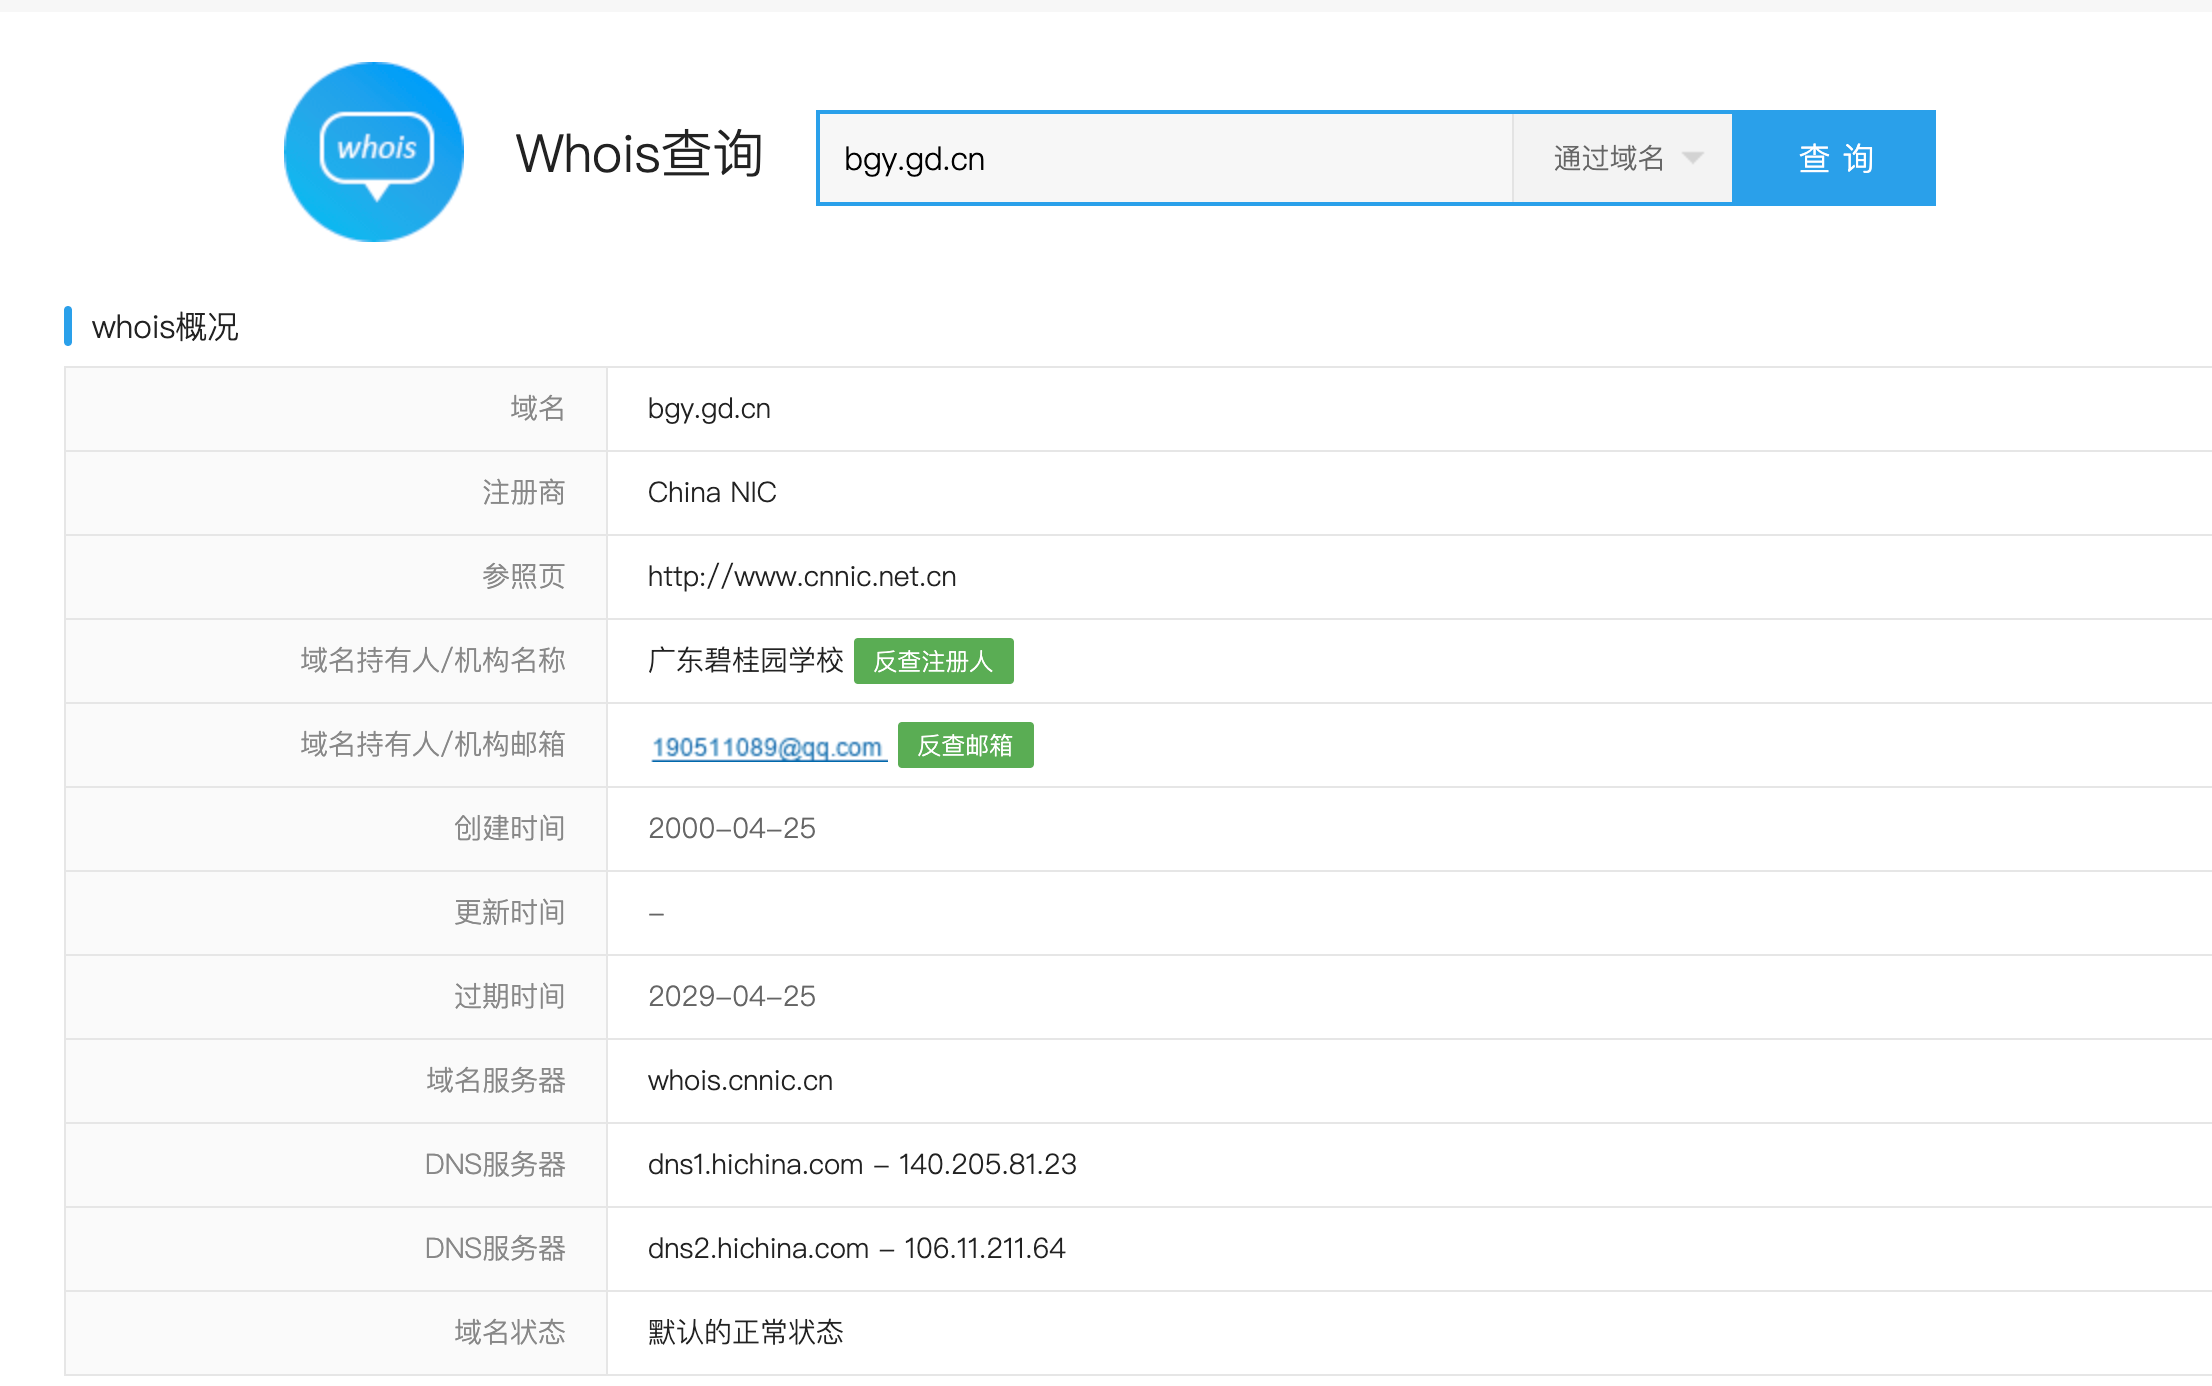 whois
Whois查询
bgy.gd.cn
通过域名
查 询
whois概况
域名 bgy.gd.cn
注册商 China NIC
参照页 http://www.cnnic.net.cn
域名持有人/机构名称 广东碧桂园学校 反查注册人
域名持有人/机构邮箱 190511089@qq.com 反查邮箱
创建时间 2000-04-25
更新时间 -
过期时间 2029-04-25
域名服务器 whois.cnnic.cn
DNS服务器 dns1.hichina.com - 140.205.81.23
DNS服务器 dns2.hichina.com - 106.11.211.64
域名状态 默认的正常状态